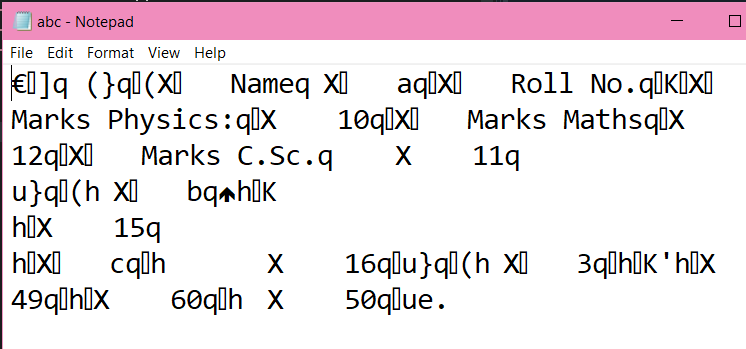 abc - Notepad
File Edit Format View Help
€▯]q (}q▯(X▯   Nameq X▯   aq▯X▯   Roll No.q▯K▯X▯
Marks Physics:q▯X    10q▯X▯   Marks Mathsq▯X
12q▯X▯   Marks C.Sc.q    X    11q
u}q▯(h X▯   bq♠h▯K
h▯X    15q
h▯X▯   cq▯h      X    16q▯u}q▯(h X▯   3q▯h▯K'h▯X
49q▯h▯X    60q▯h  X    50q▯ue.